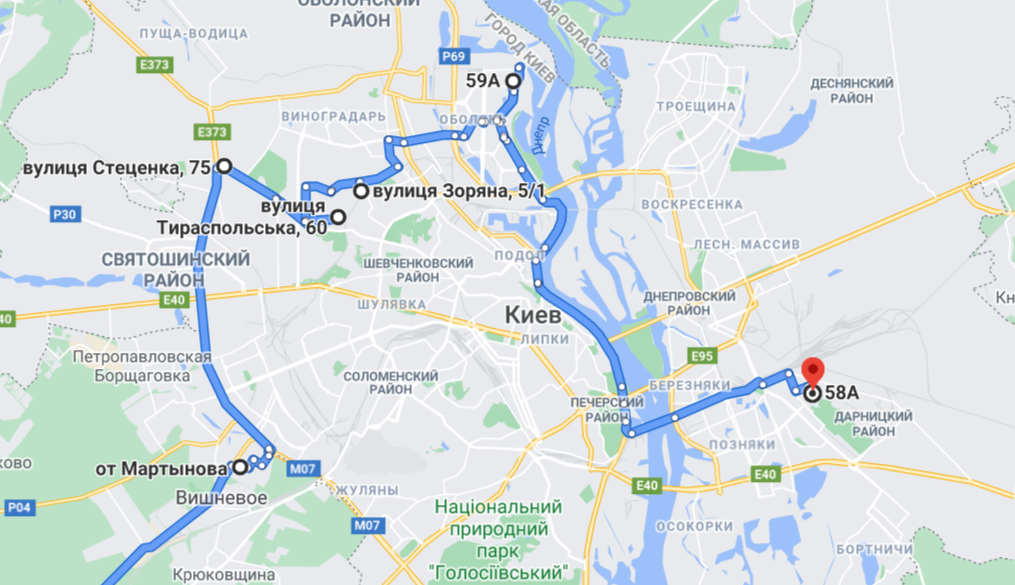 ОБОЛОНСКИЙ
РАЙОН
КАЯ ОБЛАСТЬ
ГОРОД КИЕВ
ПУЩА-ВОДИЦА
E373
P69
59А
ДЕСНЯНСКИЙ
РАЙОН
ТРОЕЩИНА
ВИНОГРАДАРЬ
ОБОЛОНЬ
E373
Днепр
вулиця Стеценка, 75
вулиця Зоряна, 5/1
вулиця
Тираспольська, 60
P30
ВОСКРЕСЕНКА
СВЯТОШИНСКИЙ
РАЙОН
ШЕВЧЕНКОВСКИЙ
РАЙОН
ПОДОЛ
ЛЕСН. МАССИВ
E40
40
ШУЛЯВКА
Киев
ЛИПКИ
ДНЕПРОВСКИЙ
РАЙОН
Кн
Петропавловская
Борщаговка
E95
СОЛОМЕНСКИЙ
РАЙОН
БЕРЕЗНЯКИ
58А
ПЕЧЕРСКИЙ
РАЙОН
ДАРНИЦКИЙ
РАЙОН
ПОЗНЯКИ
ково
от Мартынова
M07
E40
E40
Вишневое
ЖУЛЯНЫ
P04
M07
Національний
природний
парк
"Голосіївський"
ОСОКОРКИ
БОРТНИЧИ
Крюковщина